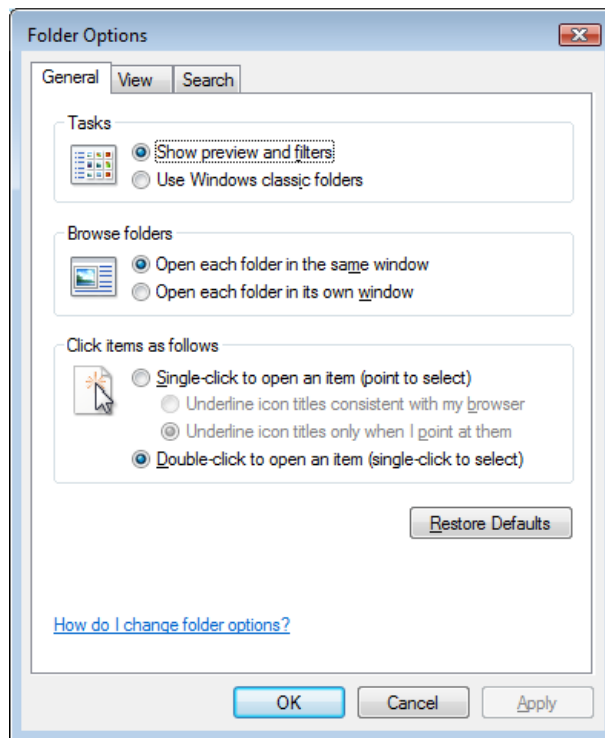 Folder Options
General View Search
Tasks
Show preview and filters
Use Windows classic folders
Browse folders
Open each folder in the same window
Open each folder in its own window
Click items as follows
Single-click to open an item (point to select)
Underline icon titles consistent with my browser
Underline icon titles only when I point at them
Double-click to open an item (single-click to select)
Restore Defaults
How do I change folder options?
OK Cancel Apply